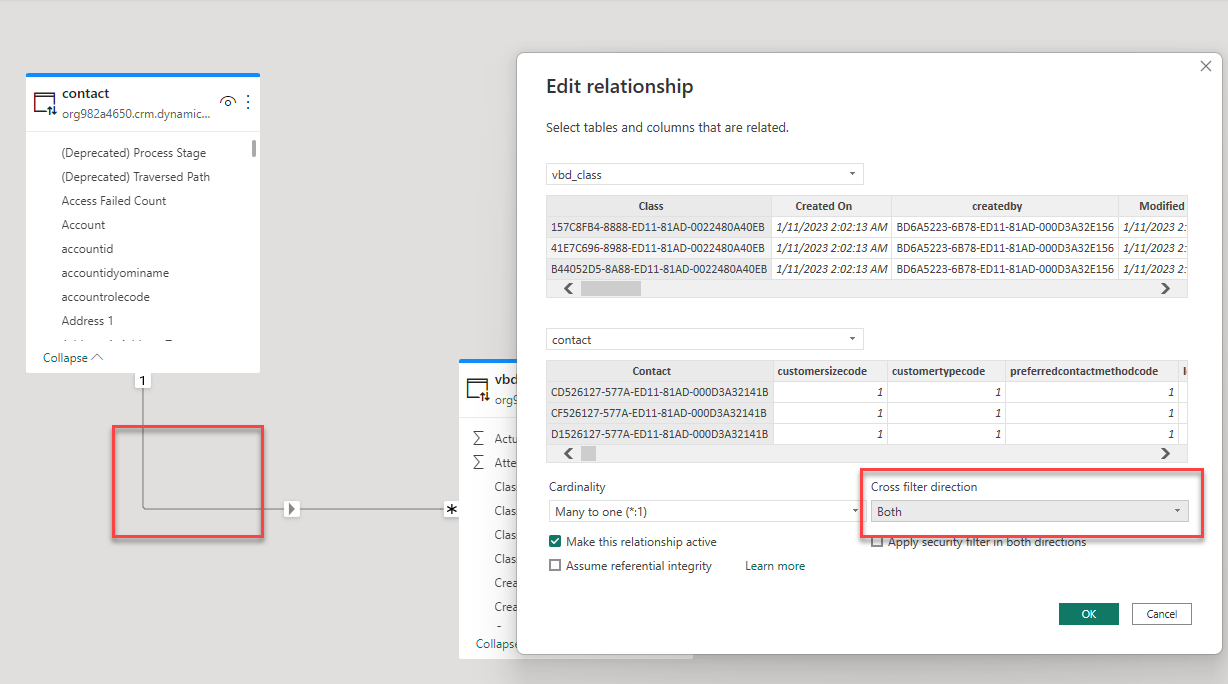 contact
org982a4650.crm.dynamic...
(Deprecated) Process Stage
(Deprecated) Traversed Path
Access Failed Count
Account
accountid
accountidyominame
accountrolecode
Address 1
Collapse
1
*
vbd
org9
Actu
Atte
Clas
Clas
Clas
Clas
Crea
Crea
Collapse
Edit relationship
Select tables and columns that are related.
vbd_class
Class Created On createdby Modified
157C8FB4-8888-ED11-81AD-0022480A40EB 1/11/2023 2:02:13 AM BD6A5223-6B78-ED11-81AD-000D3A32E156 1/11/2023 2:
41E7C696-8988-ED11-81AD-0022480A40EB 1/11/2023 2:02:13 AM BD6A5223-6B78-ED11-81AD-000D3A32E156 1/11/2023 2:
B44052D5-8A88-ED11-81AD-0022480A40EB 1/11/2023 2:02:13 AM BD6A5223-6B78-ED11-81AD-000D3A32E156 1/11/2023 2:
contact
Contact customersizecode customertypecode preferredcontactmethodcode
CD526127-577A-ED11-81AD-000D3A32141B 1 1 1
CF526127-577A-ED11-81AD-000D3A32141B 1 1 1
D1526127-577A-ED11-81AD-000D3A32141B 1 1 1
Cardinality
Many to one (*:1)
Cross filter direction
Both
Make this relationship active
Apply security filter in both directions
Assume referential integrity
Learn more
OK
Cancel